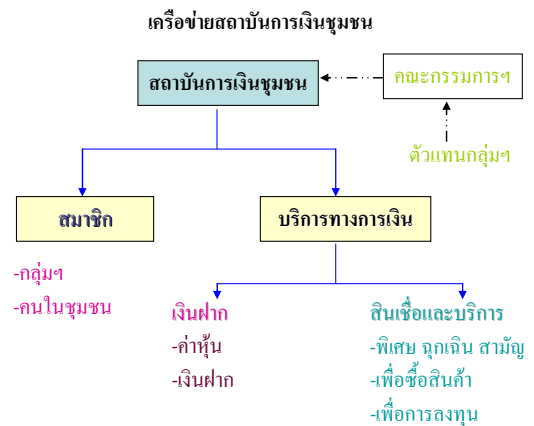 เครือข่ายสถาบันการเงินชุมชน
สถาบันการเงินชุมชน
คณะกรรมการฯ
ตัวแทนกลุ่มฯ
สมาชิก
บริการทางการเงิน
-กลุ่มฯ
-คนในชุมชน
เงินฝาก
-ค่าหุ้น
-เงินฝาก
สินเชื่อและบริการ
-พิเศษ ฉุกเฉิน สามัญ
-เพื่อซื้อสินค้า
-เพื่อการลงทุน